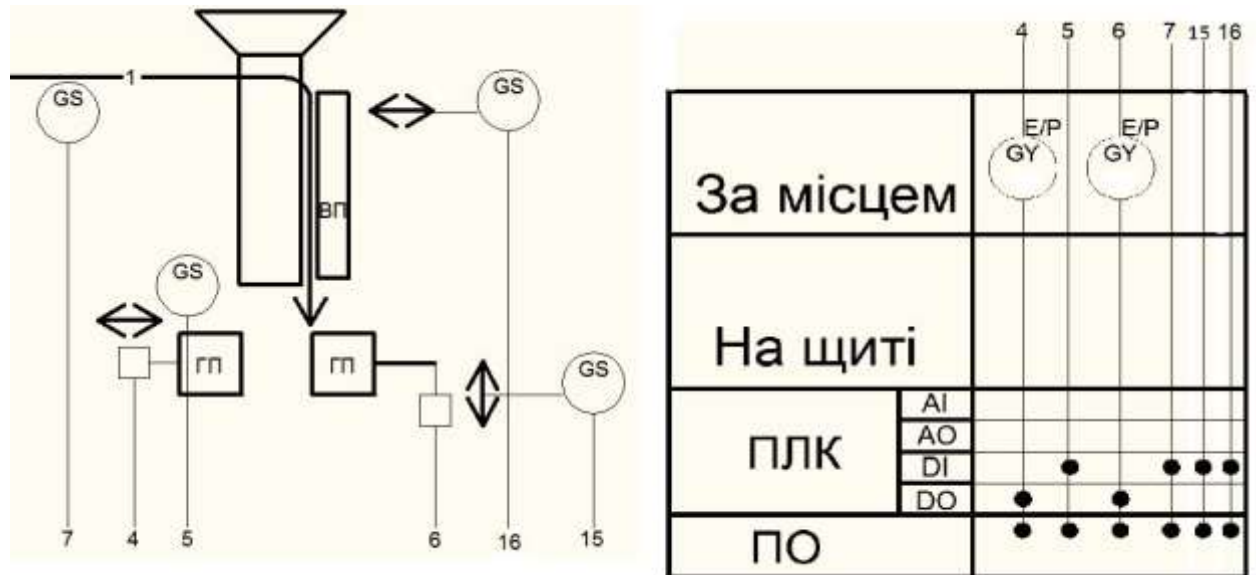 1
GS
GS
ВП
GS
ГП
ГП
GS
7 4 5 6 16 15
4 5 6 7 15 16
E/P E/P
GY GY
За місцем
На щиті
ПЛК
AI
AO
DI
DO
ПО